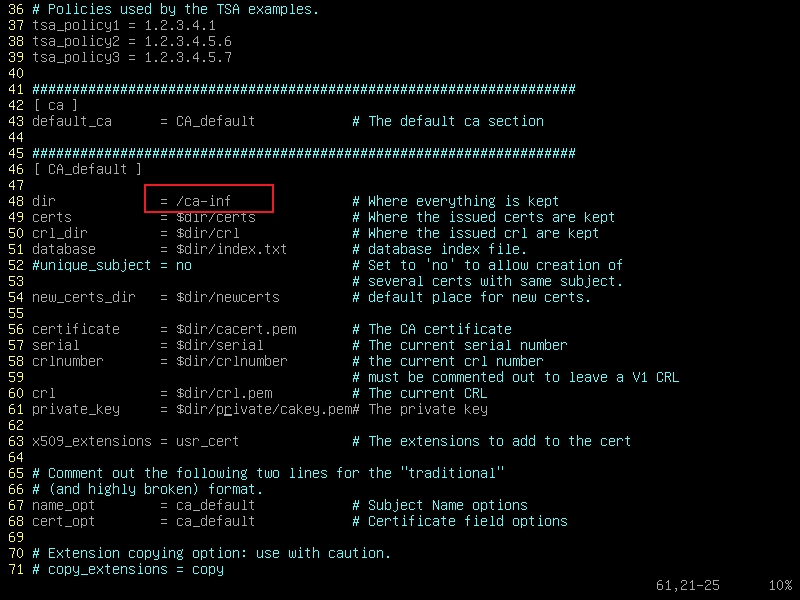 36 # Policies used by the TSA examples.
37 tsa_policy1 = 1.2.3.4.1
38 tsa_policy2 = 1.2.3.4.5.6
39 tsa_policy3 = 1.2.3.4.5.7
40
41 ####################################################################
42 [ ca ]
43 default_ca      = CA_default            # The default ca section
44
45 ####################################################################
46 [ CA_default ]
47
48 dir             = /ca-inf               # Where everything is kept
49 certs           = $dir/certs            # Where the issued certs are kept
50 crl_dir         = $dir/crl              # Where the issued crl are kept
51 database        = $dir/index.txt        # database index file.
52 #unique_subject = no                    # Set to 'no' to allow creation of
53                                         # several certs with same subject.
54 new_certs_dir   = $dir/newcerts         # default place for new certs.
55
56 certificate     = $dir/cacert.pem       # The CA certificate
57 serial          = $dir/serial           # The current serial number
58 crlnumber       = $dir/crlnumber        # the current crl number
59                                         # must be commented out to leave a V1 CRL
60 crl             = $dir/crl.pem          # The current CRL
61 private_key     = $dir/private/cakey.pem# The private key
62
63 x509_extensions = usr_cert              # The extensions to add to the cert
64
65 # Comment out the following two lines for the "traditional"
66 # (and highly broken) format.
67 name_opt        = ca_default            # Subject Name options
68 cert_opt        = ca_default            # Certificate field options
69
70 # Extension copying option: use with caution.
71 # copy_extensions = copy
61,21-25      10%